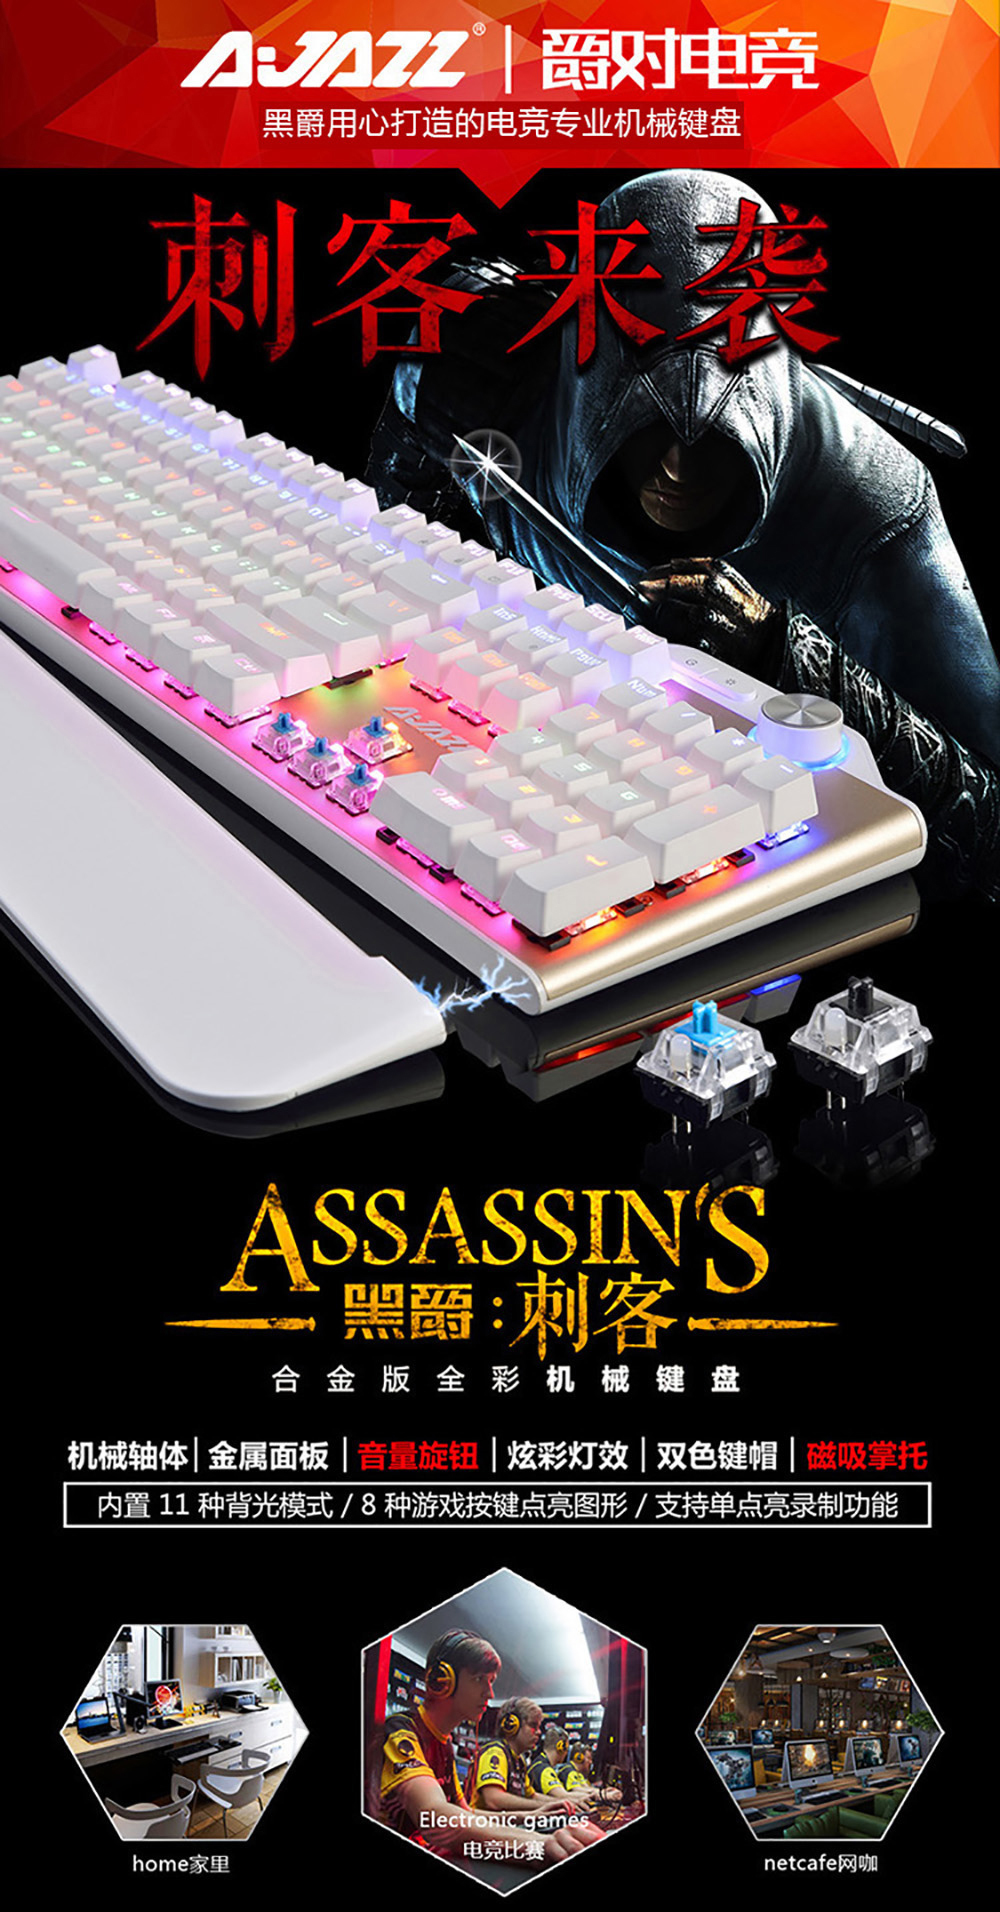 A·JAZZ® | 爵对电竞
黑爵用心打造的电竞专业机械键盘
刺客来袭
A·JAZZ
ASSASSIN'S
黑爵:刺客
合金版全彩机械键盘
机械轴体 | 金属面板 | 音量旋钮 | 炫彩灯效 | 双色键帽 | 磁吸掌托
内置 11 种背光模式 / 8 种游戏按键点亮图形 / 支持单点亮录制功能
Electronic games
电竞比赛
home家里
netcafe网咖